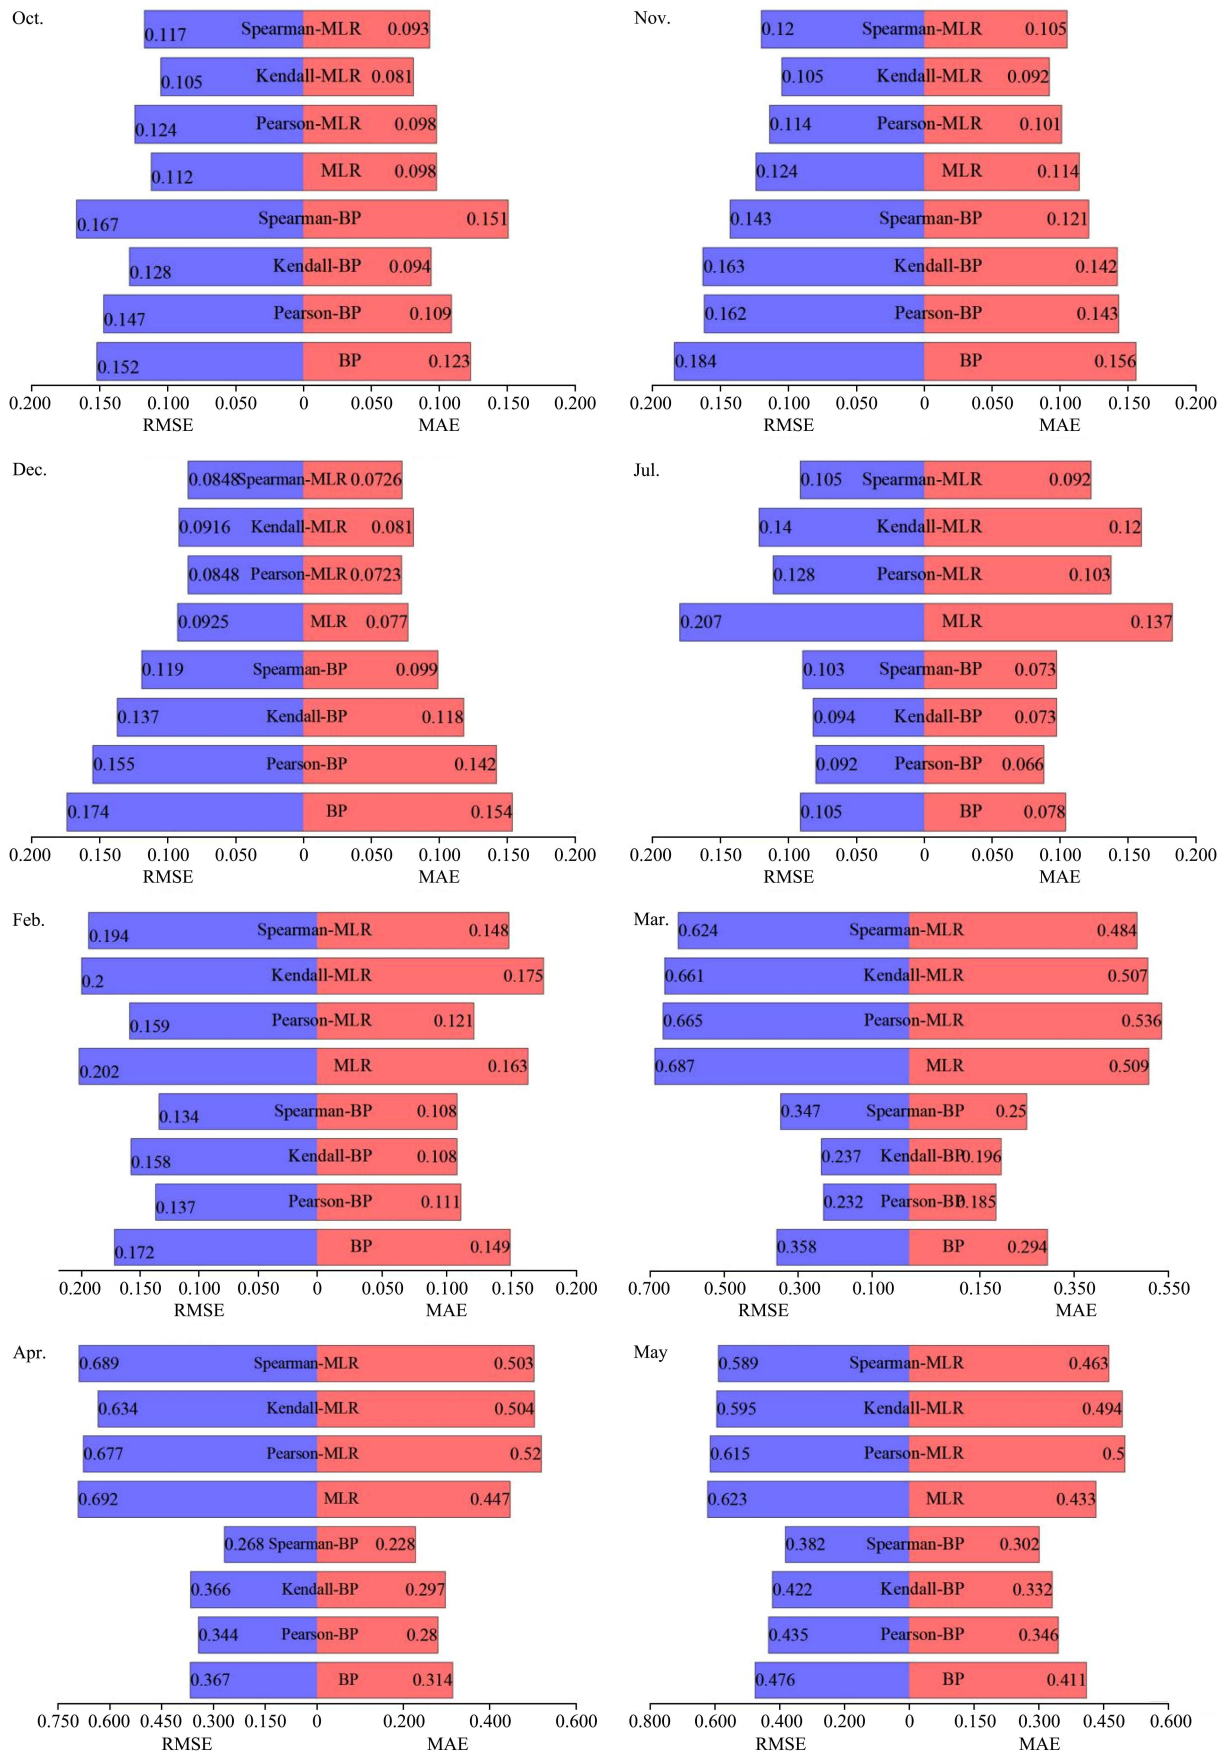 Oct.
0.117 Spearman-MLR 0.093
0.105 Kendall-MLR 0.081
0.124 Pearson-MLR 0.098
0.112 MLR 0.098
0.167 Spearman-BP 0.151
0.128 Kendall-BP 0.094
0.147 Pearson-BP 0.109
0.152 BP 0.123
0.200 0.150 0.100 0.050 0 0.050 0.100 0.150 0.200
RMSE MAE
Nov.
0.12 Spearman-MLR 0.105
0.105 Kendall-MLR 0.092
0.114 Pearson-MLR 0.101
0.124 MLR 0.114
0.143 Spearman-BP 0.121
0.163 Kendall-BP 0.142
0.162 Pearson-BP 0.143
0.184 BP 0.156
0.200 0.150 0.100 0.050 0 0.050 0.100 0.150 0.200
RMSE MAE
Dec.
0.0848 Spearman-MLR 0.0726
0.0916 Kendall-MLR 0.081
0.0848 Pearson-MLR 0.0723
0.0925 MLR 0.077
0.119 Spearman-BP 0.099
0.137 Kendall-BP 0.118
0.155 Pearson-BP 0.142
0.174 BP 0.154
0.200 0.150 0.100 0.050 0 0.050 0.100 0.150 0.200
RMSE MAE
Jul.
0.105 Spearman-MLR 0.092
0.14 Kendall-MLR 0.12
0.128 Pearson-MLR 0.103
0.207 MLR 0.137
0.103 Spearman-BP 0.073
0.094 Kendall-BP 0.073
0.092 Pearson-BP 0.066
0.105 BP 0.078
0.200 0.150 0.100 0.050 0 0.050 0.100 0.150 0.200
RMSE MAE
Feb.
0.194 Spearman-MLR 0.148
0.2 Kendall-MLR 0.175
0.159 Pearson-MLR 0.121
0.202 MLR 0.163
0.134 Spearman-BP 0.108
0.158 Kendall-BP 0.108
0.137 Pearson-BP 0.111
0.172 BP 0.149
0.200 0.150 0.100 0.050 0 0.050 0.100 0.150 0.200
RMSE MAE
Mar.
0.624 Spearman-MLR 0.484
0.661 Kendall-MLR 0.507
0.665 Pearson-MLR 0.536
0.687 MLR 0.509
0.347 Spearman-BP 0.25
0.237 Kendall-BP 0.196
0.232 Pearson-BP 0.185
0.358 BP 0.294
0.700 0.500 0.300 0.100 0.150 0.350 0.550
RMSE MAE
Apr.
0.689 Spearman-MLR 0.503
0.634 Kendall-MLR 0.504
0.677 Pearson-MLR 0.52
0.692 MLR 0.447
0.268 Spearman-BP 0.228
0.366 Kendall-BP 0.297
0.344 Pearson-BP 0.28
0.367 BP 0.314
0.750 0.600 0.450 0.300 0.150 0 0.200 0.400 0.600
RMSE MAE
May
0.589 Spearman-MLR 0.463
0.595 Kendall-MLR 0.494
0.615 Pearson-MLR 0.5
0.623 MLR 0.433
0.382 Spearman-BP 0.302
0.422 Kendall-BP 0.332
0.435 Pearson-BP 0.346
0.476 BP 0.411
0.800 0.600 0.400 0.200 0 0.150 0.300 0.450 0.600
RMSE MAE